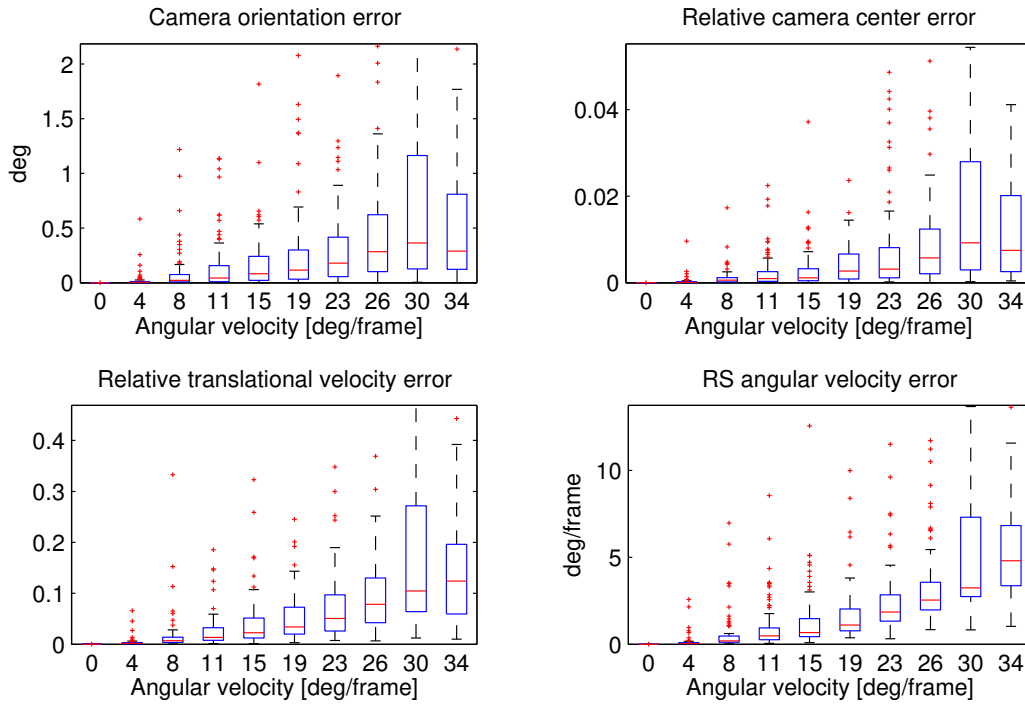 Camera orientation error
deg
2
1.5
1
0.5
0
0 4 8 11 15 19 23 26 30 34
Angular velocity [deg/frame]
Relative camera center error
0.04
0.02
0
0 4 8 11 15 19 23 26 30 34
Angular velocity [deg/frame]
Relative translational velocity error
0.4
0.3
0.2
0.1
0
0 4 8 11 15 19 23 26 30 34
Angular velocity [deg/frame]
RS angular velocity error
deg/frame
10
5
0
0 4 8 11 15 19 23 26 30 34
Angular velocity [deg/frame]